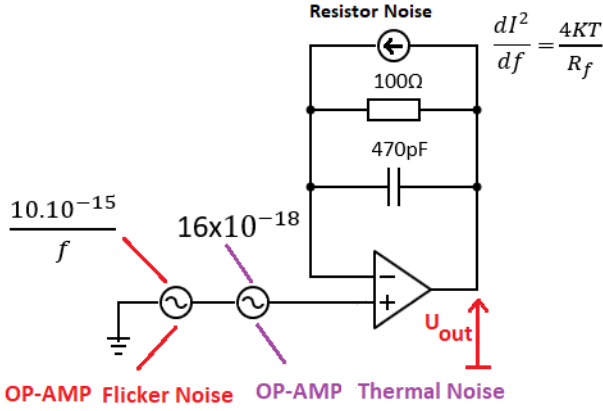 Resistor Noise
dI²/df = 4KT/R_f
100Ω
470pF
10.10⁻¹⁵/f
16x10⁻¹⁸
−
+
U_out
OP-AMP Flicker Noise
OP-AMP Thermal Noise